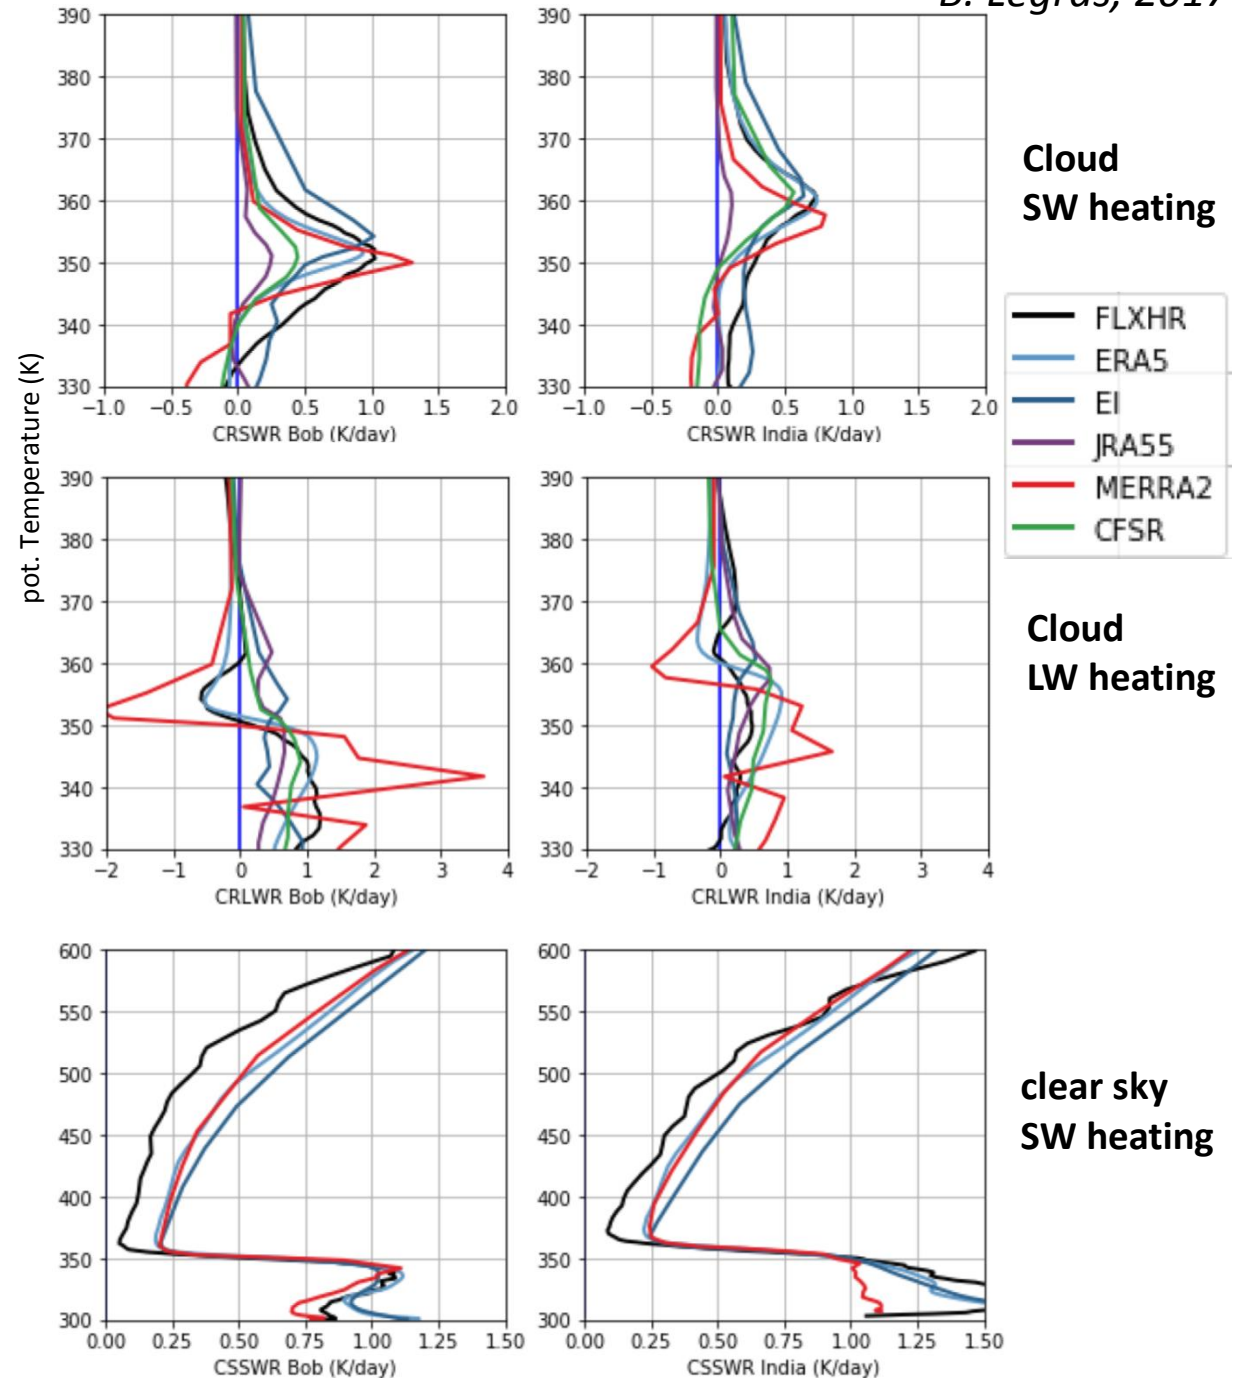 B. Legras, 2017
390
380
370
360
350
340
330
−1.0 −0.5 0.0 0.5 1.0 1.5 2.0
CRSWR Bob (K/day)
390
380
370
360
350
340
330
−1.0 −0.5 0.0 0.5 1.0 1.5 2.0
CRSWR India (K/day)
Cloud
SW heating
pot. Temperature (K)
FLXHR
ERA5
EI
JRA55
MERRA2
CFSR
390
380
370
360
350
340
330
−2 −1 0 1 2 3 4
CRLWR Bob (K/day)
390
380
370
360
350
340
330
−2 −1 0 1 2 3 4
CRLWR India (K/day)
Cloud
LW heating
600
550
500
450
400
350
300
0.00 0.25 0.50 0.75 1.00 1.25 1.50
CSSWR Bob (K/day)
600
550
500
450
400
350
300
0.00 0.25 0.50 0.75 1.00 1.25 1.50
CSSWR India (K/day)
clear sky
SW heating